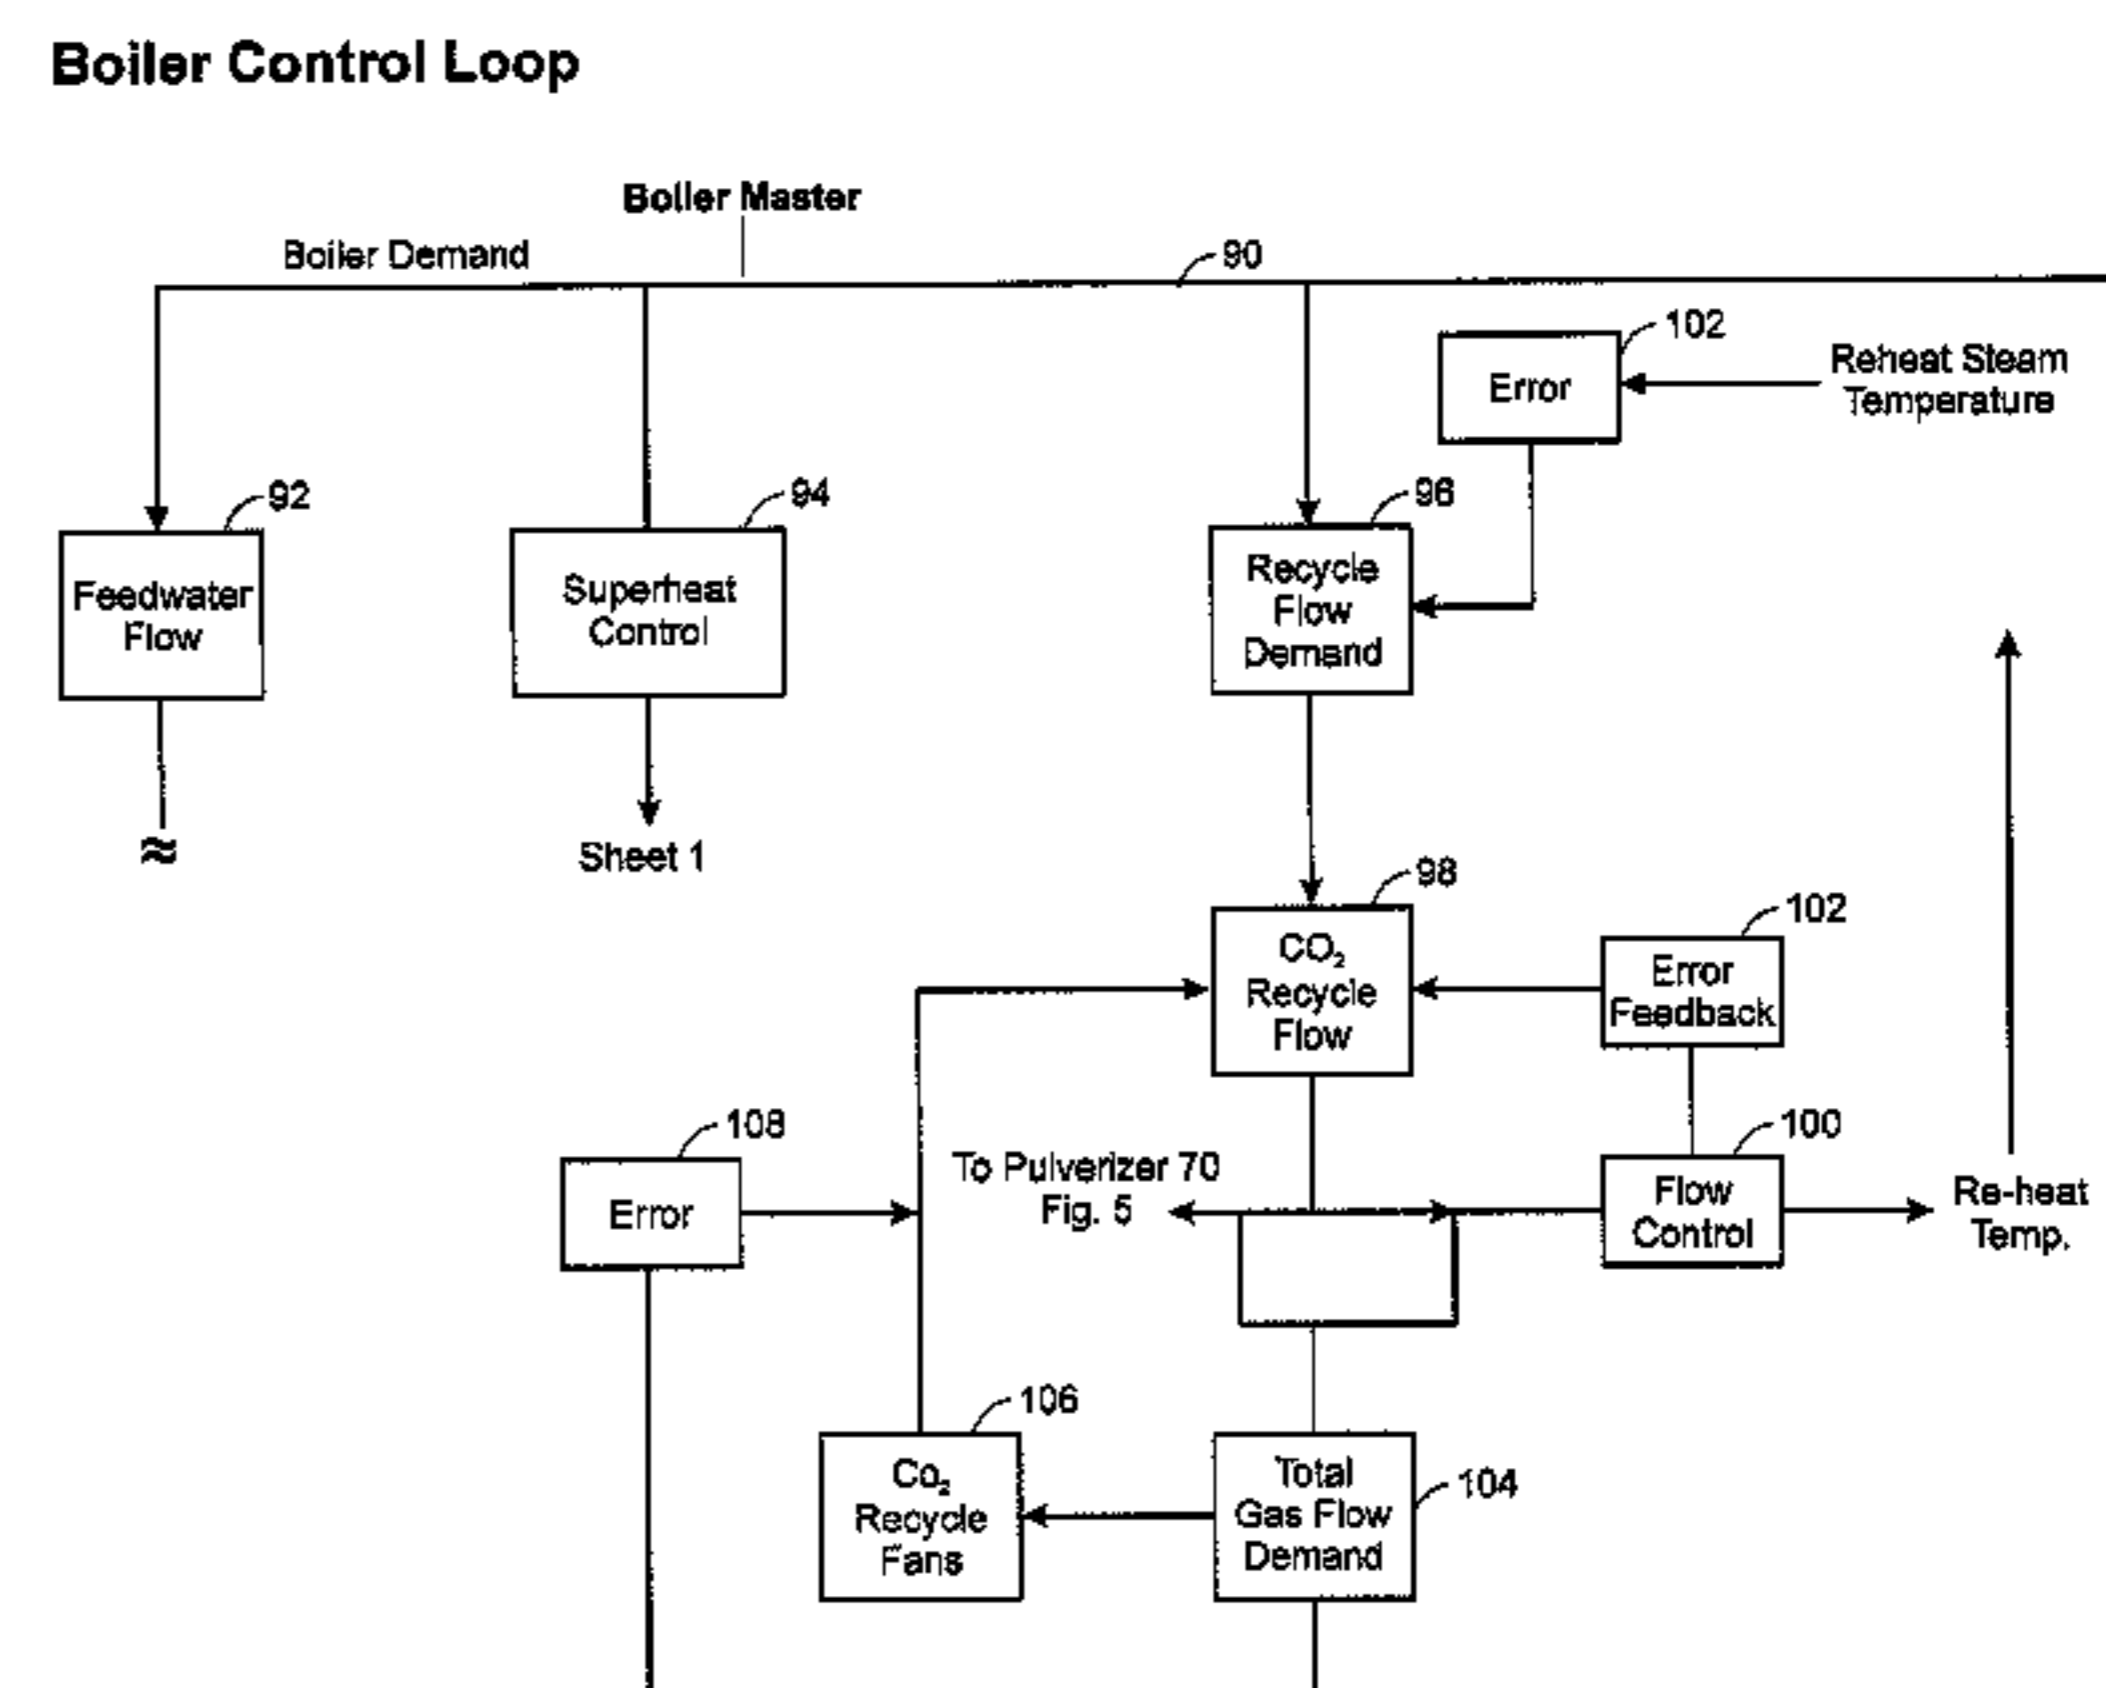 Boiler Control Loop
Boiler Master
Boiler Demand
90
102
Error
Reheat Steam
Temperature
92
Feedwater
Flow
94
Superheat
Control
96
Recycle
Flow
Demand
≈
Sheet 1
98
CO₂
Recycle
Flow
102
Error
Feedback
108
Error
To Pulverizer 70
Fig. 5
100
Flow
Control
Re-heat
Temp.
106
Co₂
Recycle
Fans
Total
Gas Flow
Demand
104